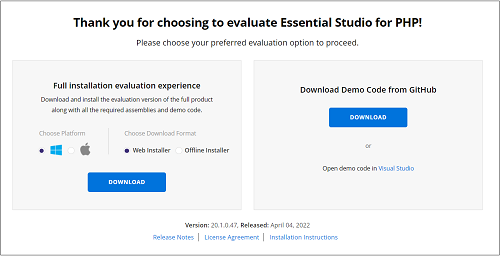 Thank you for choosing to evaluate Essential Studio for PHP!
Please choose your preferred evaluation option to proceed.
Full installation evaluation experience
Download and install the evaluation version of the full product
along with all the required assemblies and demo code.
Choose Platform
Choose Download Format
Web Installer
Offline Installer
DOWNLOAD
Download Demo Code from GitHub
DOWNLOAD
or
Open demo code in Visual Studio
Version: 20.1.0.47, Released: April 04, 2022
Release Notes | License Agreement | Installation Instructions